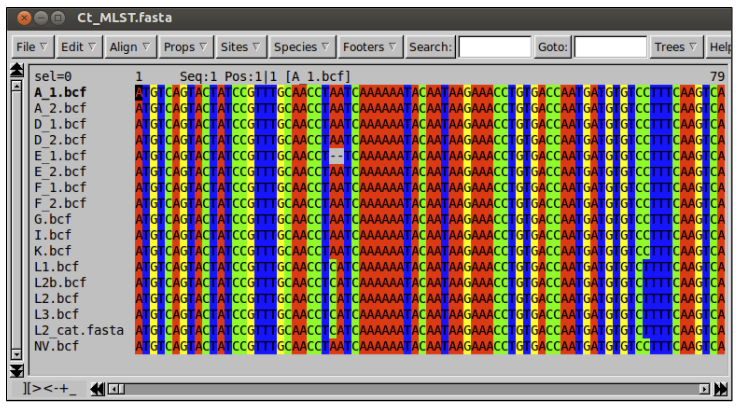 Ct_MLST.fasta
File Edit Align Props Sites Species Footers Search: Goto: Trees Help
sel=0 1 Seq:1 Pos:1|1 [A_1.bcf] 79
A_1.bcf ATGTCAGTACTATCCGTTTGCAACCTAATCAAAAAATACAATAAGAAACCTGTGACCAATGATGTGTCCTTTCAAGTCA
A_2.bcf ATGTCAGTACTATCCGTTTGCAACCTAATCAAAAAATACAATAAGAAACCTGTGACCAATGATGTGTCCTTTCAAGTCA
D_1.bcf ATGTCAGTACTATCCGTTTGCAACCTAATCAAAAAATACAATAAGAAACCTGTGACCAATGATGTGTCCTTTCAAGTCA
D_2.bcf ATGTCAGTACTATCCGTTTGCAACCTAATCAAAAAATACAATAAGAAACCTGTGACCAATGATGTGTCCTTTCAAGTCA
E_1.bcf ATGTCAGTACTATCCGTTTGCAACCT--TCAAAAAATACAATAAGAAACCTGTGACCAATGATGTGTCCTTTCAAGTCA
E_2.bcf ATGTCAGTACTATCCGTTTGCAACCTAATCAAAAAATACAATAAGAAACCTGTGACCAATGATGTGTCCTTTCAAGTCA
F_1.bcf ATGTCAGTACTATCCGTTTGCAACCTAATCAAAAAATACAATAAGAAACCTGTGACCAATGATGTGTCCTTTCAAGTCA
F_2.bcf ATGTCAGTACTATCCGTTTGCAACCTAATCAAAAAATACAATAAGAAACCTGTGACCAATGATGTGTCCTTTCAAGTCA
G.bcf ATGTCAGTACTATCCGTTTGCAACCTAATCAAAAAATACAATAAGAAACCTGTGACCAATGATGTGTCCTTTCAAGTCA
I.bcf ATGTCAGTACTATCCGTTTGCAACCTAATCAAAAAATACAATAAGAAACCTGTGACCAATGATGTGTCCTTTCAAGTCA
K.bcf ATGTCAGTACTATCCGTTTGCAACCTAATCAAAAAATACAATAAGAAACCTGTGACCAATGATGTGTCCTTTCAAGTCA
L1.bcf ATGTCAGTACTATCCGTTTGCAACCTCATCAAAAAATACAATAAGAAACCTGTGACCAATGATGTGTCTTTTCAAGTCA
L2b.bcf ATGTCAGTACTATCCGTTTGCAACCTCATCAAAAAATACAATAAGAAACCTGTGACCAATGATGTGTCTTTTCAAGTCA
L2.bcf ATGTCAGTACTATCCGTTTGCAACCTCATCAAAAAATACAATAAGAAACCTGTGACCAATGATGTGTCTTTTCAAGTCA
L3.bcf ATGTCAGTACTATCCGTTTGCAACCTCATCAAAAAATACAATAAGAAACCTGTGACCAATGATGTGTCTTTTCAAGTCA
L2_cat.fasta ATGTCAGTACTATCCGTTTGCAACCTCATCAAAAAATACAATAAGAAACCTGTGACCAATGATGTGTCTTTTCAAGTCA
NV.bcf ATGTCAGTACTATCCGTTTGCAACCTAATCAAAAAATACAATAAGAAACCTGTGACCAATGATGTGTCCTTTCAAGTCA
][><-+_